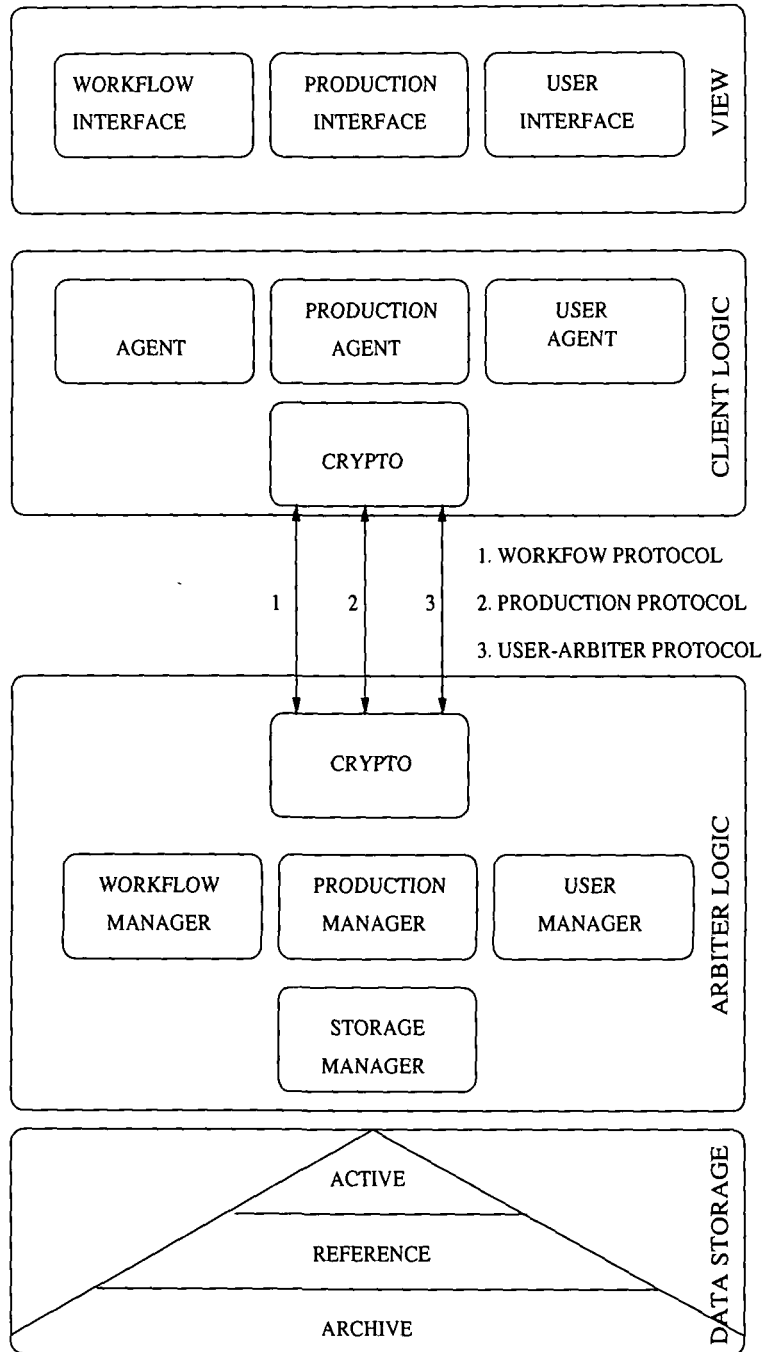 WORKFLOW
INTERFACE
PRODUCTION
INTERFACE
USER
INTERFACE
VIEW
AGENT
PRODUCTION
AGENT
USER
AGENT
CRYPTO
CLIENT LOGIC
1
2
3
1. WORKFOW PROTOCOL
2. PRODUCTION PROTOCOL
3. USER-ARBITER PROTOCOL
CRYPTO
WORKFLOW
MANAGER
PRODUCTION
MANAGER
USER
MANAGER
STORAGE
MANAGER
ARBITER LOGIC
ACTIVE
REFERENCE
ARCHIVE
DATA STORAGE